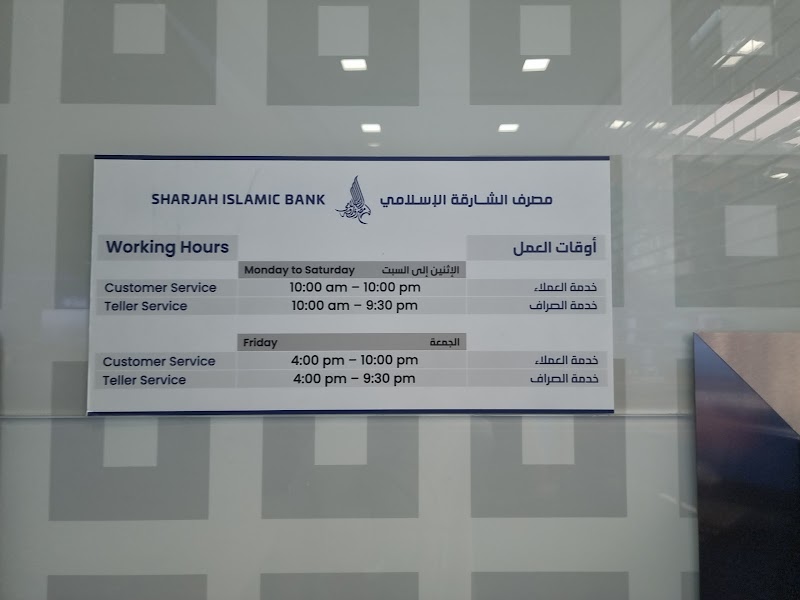 SHARJAH ISLAMIC BANK مصرف الشارقة الإسلامي
Working Hours أوقات العمل
Monday to Saturday الإثنين إلى السبت
Customer Service 10:00 am – 10:00 pm خدمة العملاء
Teller Service 10:00 am – 9:30 pm خدمة الصراف
Friday الجمعة
Customer Service 4:00 pm – 10:00 pm خدمة العملاء
Teller Service 4:00 pm – 9:30 pm خدمة الصراف